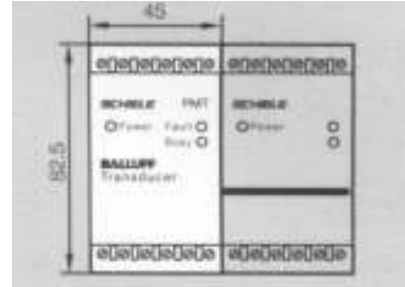 45
82.5
SCHIELE PMT
Power Fault
Busy
BALLUFF
Transducer
SCHIELE
Power